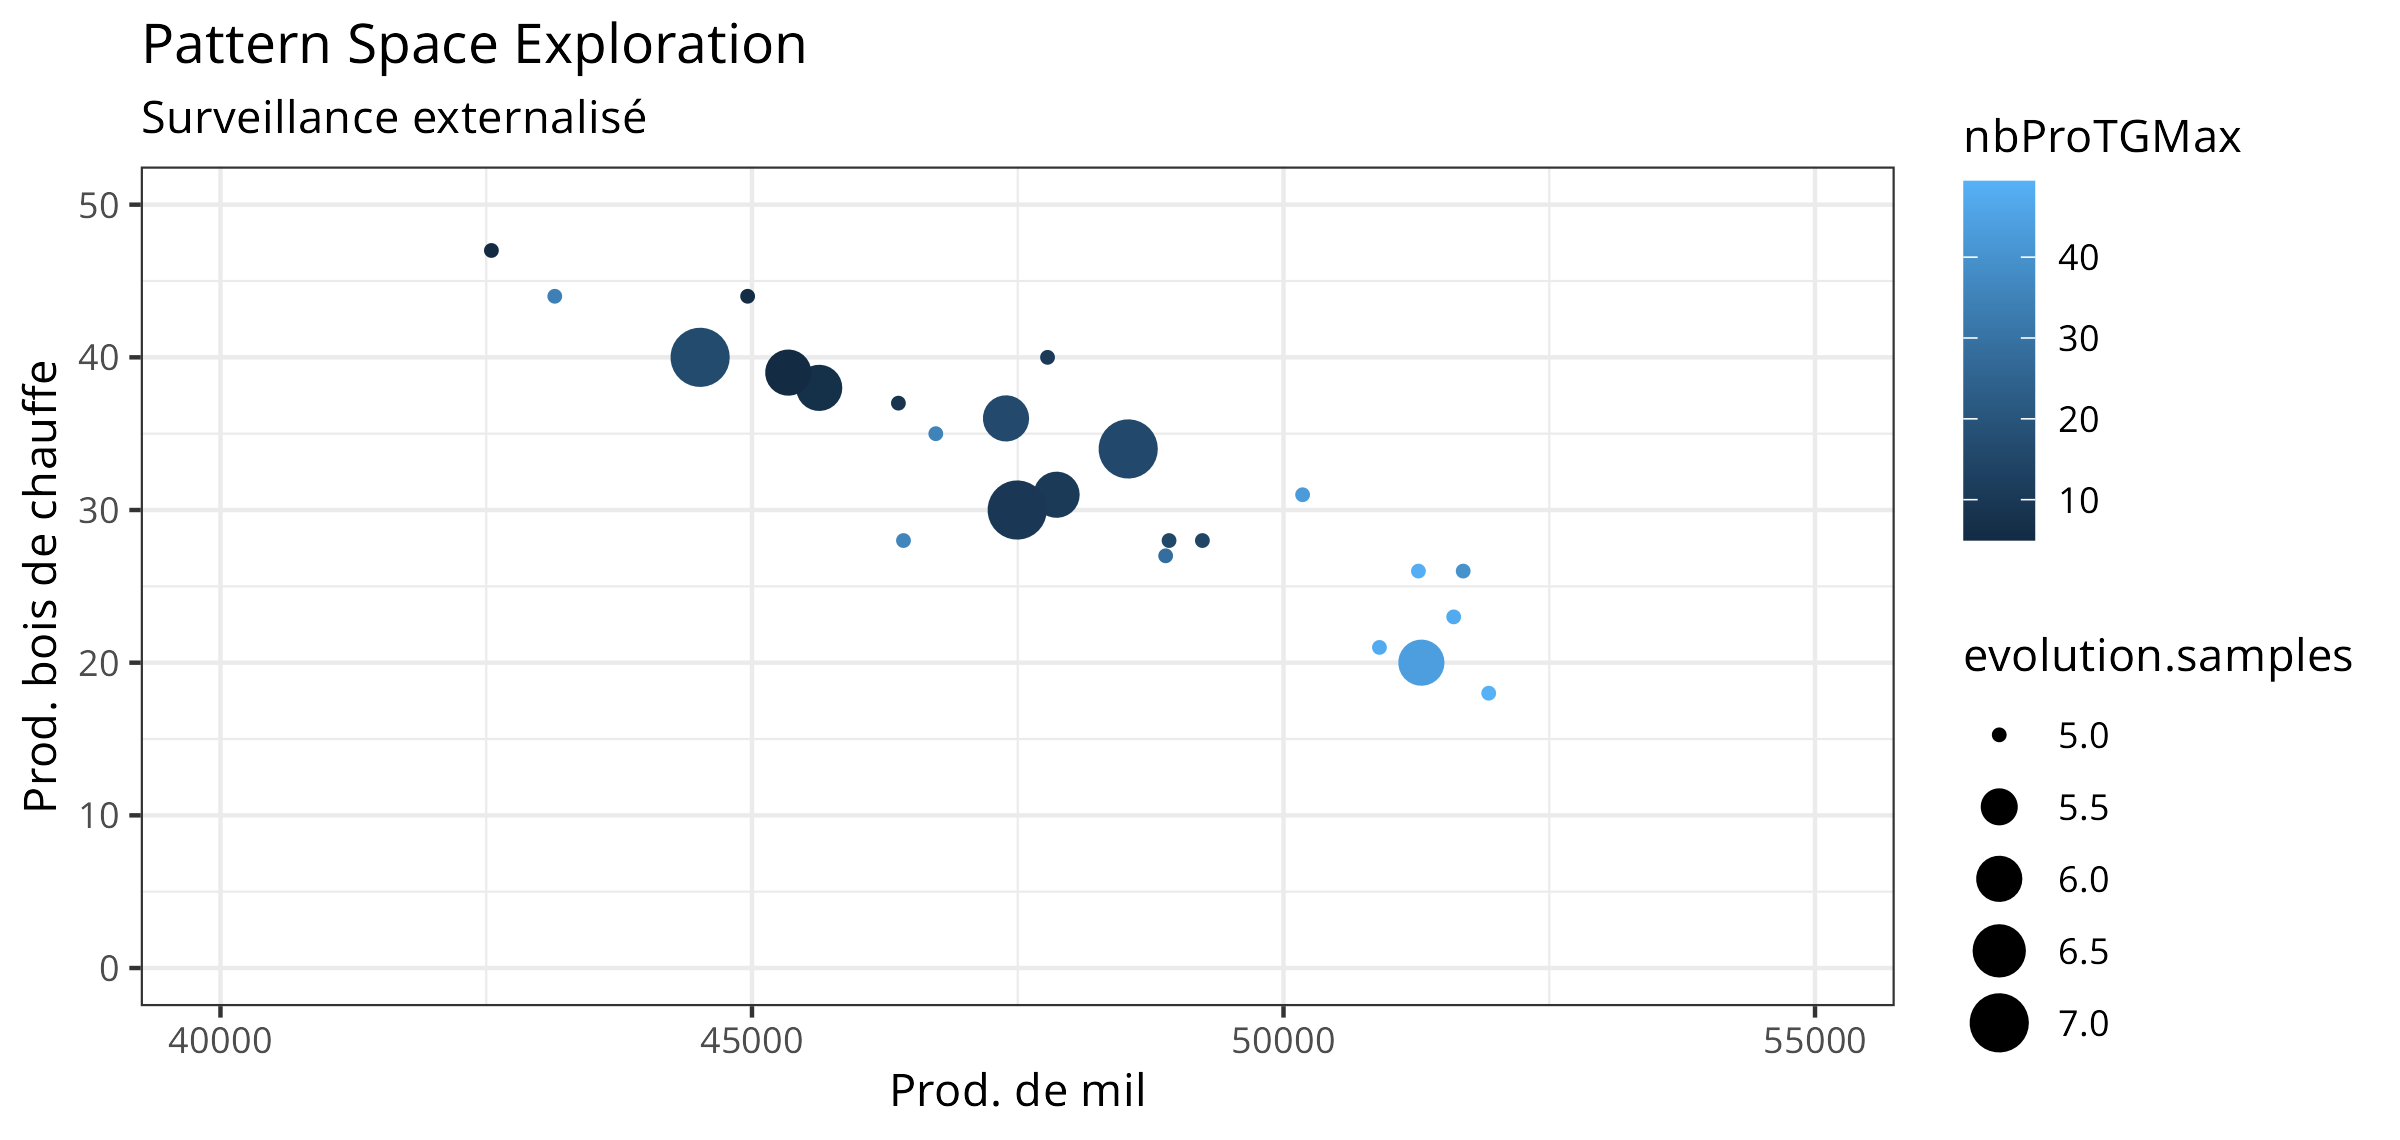 Pattern Space Exploration
Surveillance externalisé
Prod. bois de chauffe
50
40
30
20
10
0
40000 45000 50000 55000
Prod. de mil
nbProTGMax
40
30
20
10
evolution.samples
5.0
5.5
6.0
6.5
7.0